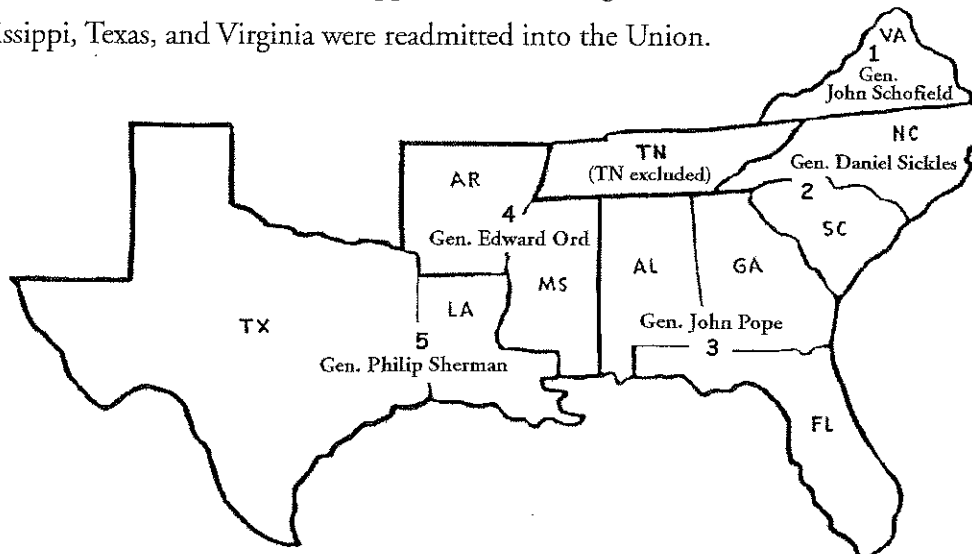 issippi, Texas, and Virginia were readmitted into the Union.
VA
1
Gen.
John Schofield
NC
Gen. Daniel Sickles
2
SC
TN
(TN excluded)
AR
4
Gen. Edward Ord
MS
AL
GA
Gen. John Pope
3
TX
LA
5
Gen. Philip Sherman
FL